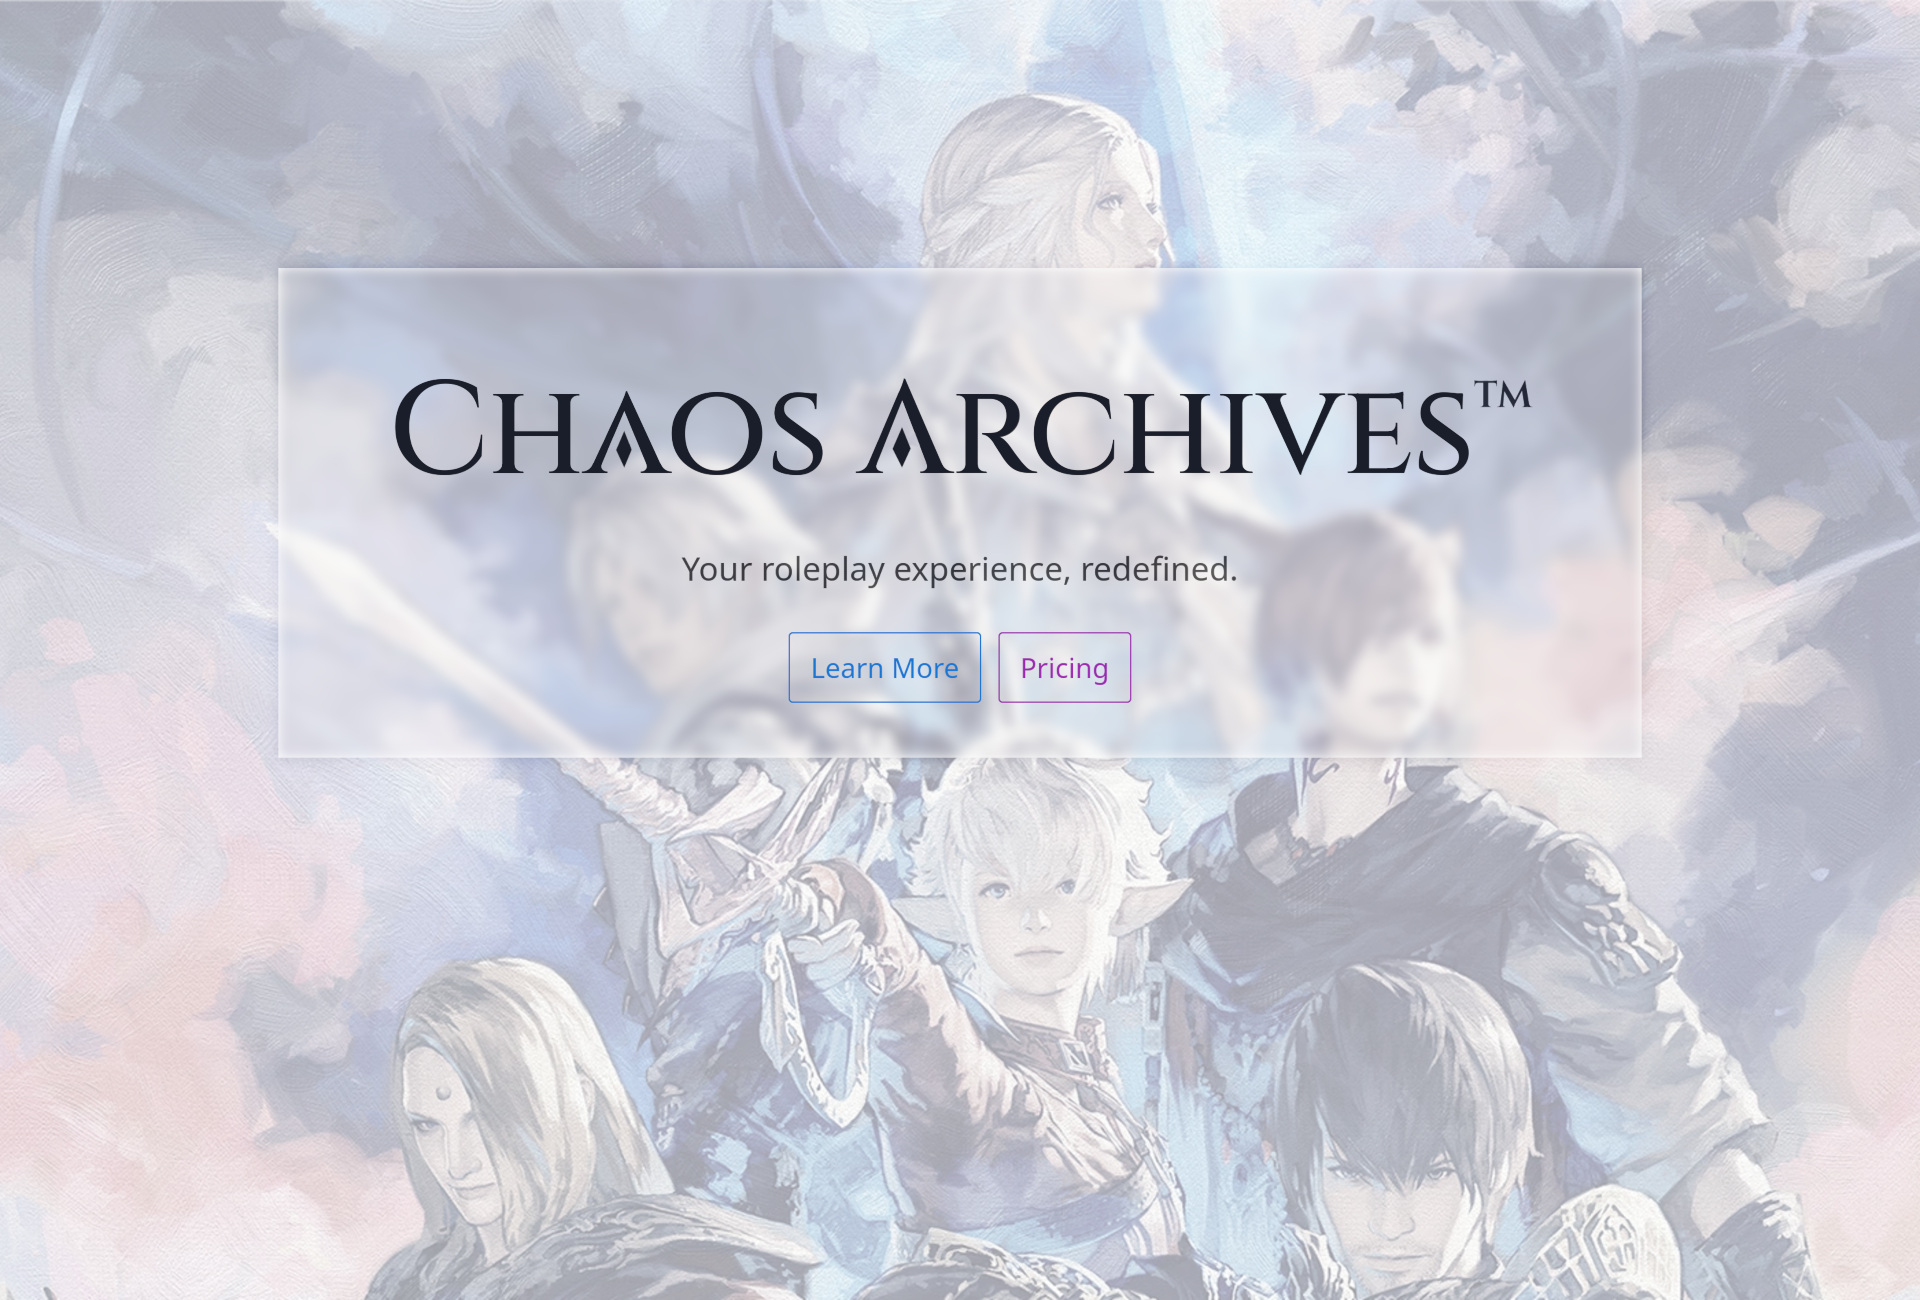 Chaos Archives™
Your roleplay experience, redefined.
Learn More
Pricing